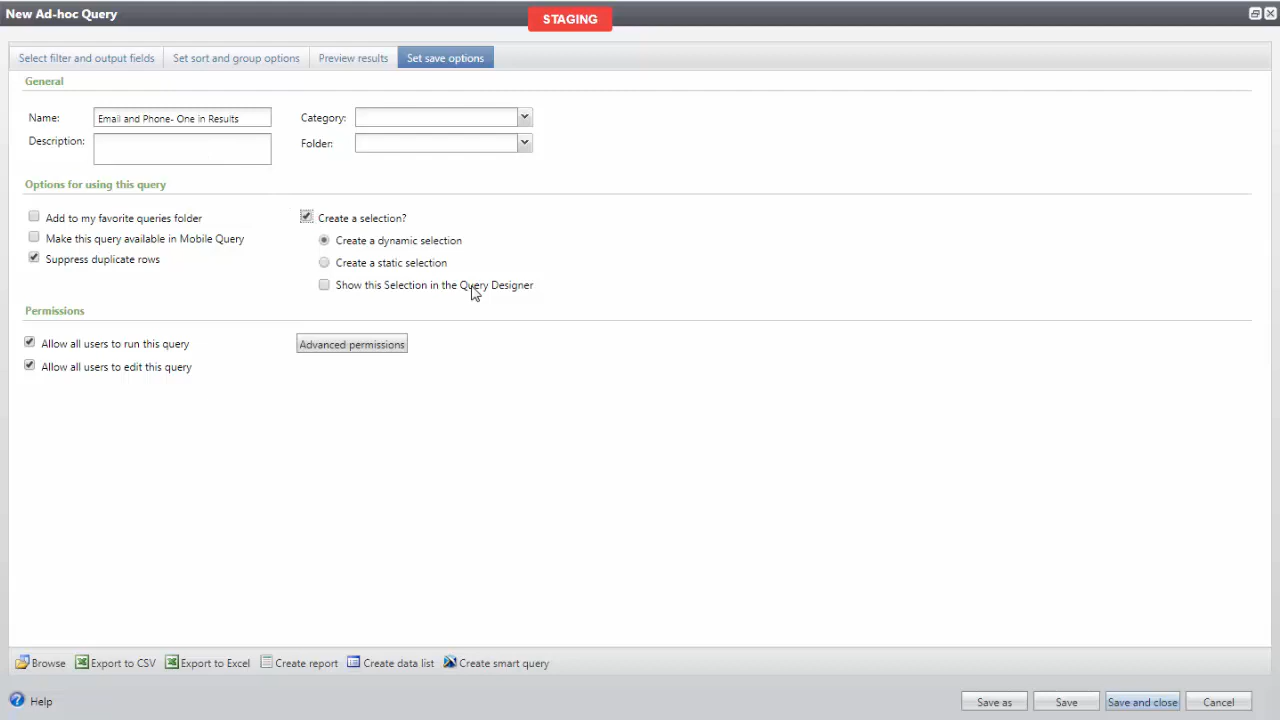 New Ad-hoc Query
STAGING
Select filter and output fields
Set sort and group options
Preview results
Set save options
General
Name:
Email and Phone- One in Results
Category:
Description:
Folder:
Options for using this query
Add to my favorite queries folder
Create a selection?
Make this query available in Mobile Query
Create a dynamic selection
Suppress duplicate rows
Create a static selection
Show this Selection in the Query Designer
Permissions
Allow all users to run this query
Advanced permissions
Allow all users to edit this query
Browse
Export to CSV
Export to Excel
Create report
Create data list
Create smart query
Help
Save as
Save
Save and close
Cancel